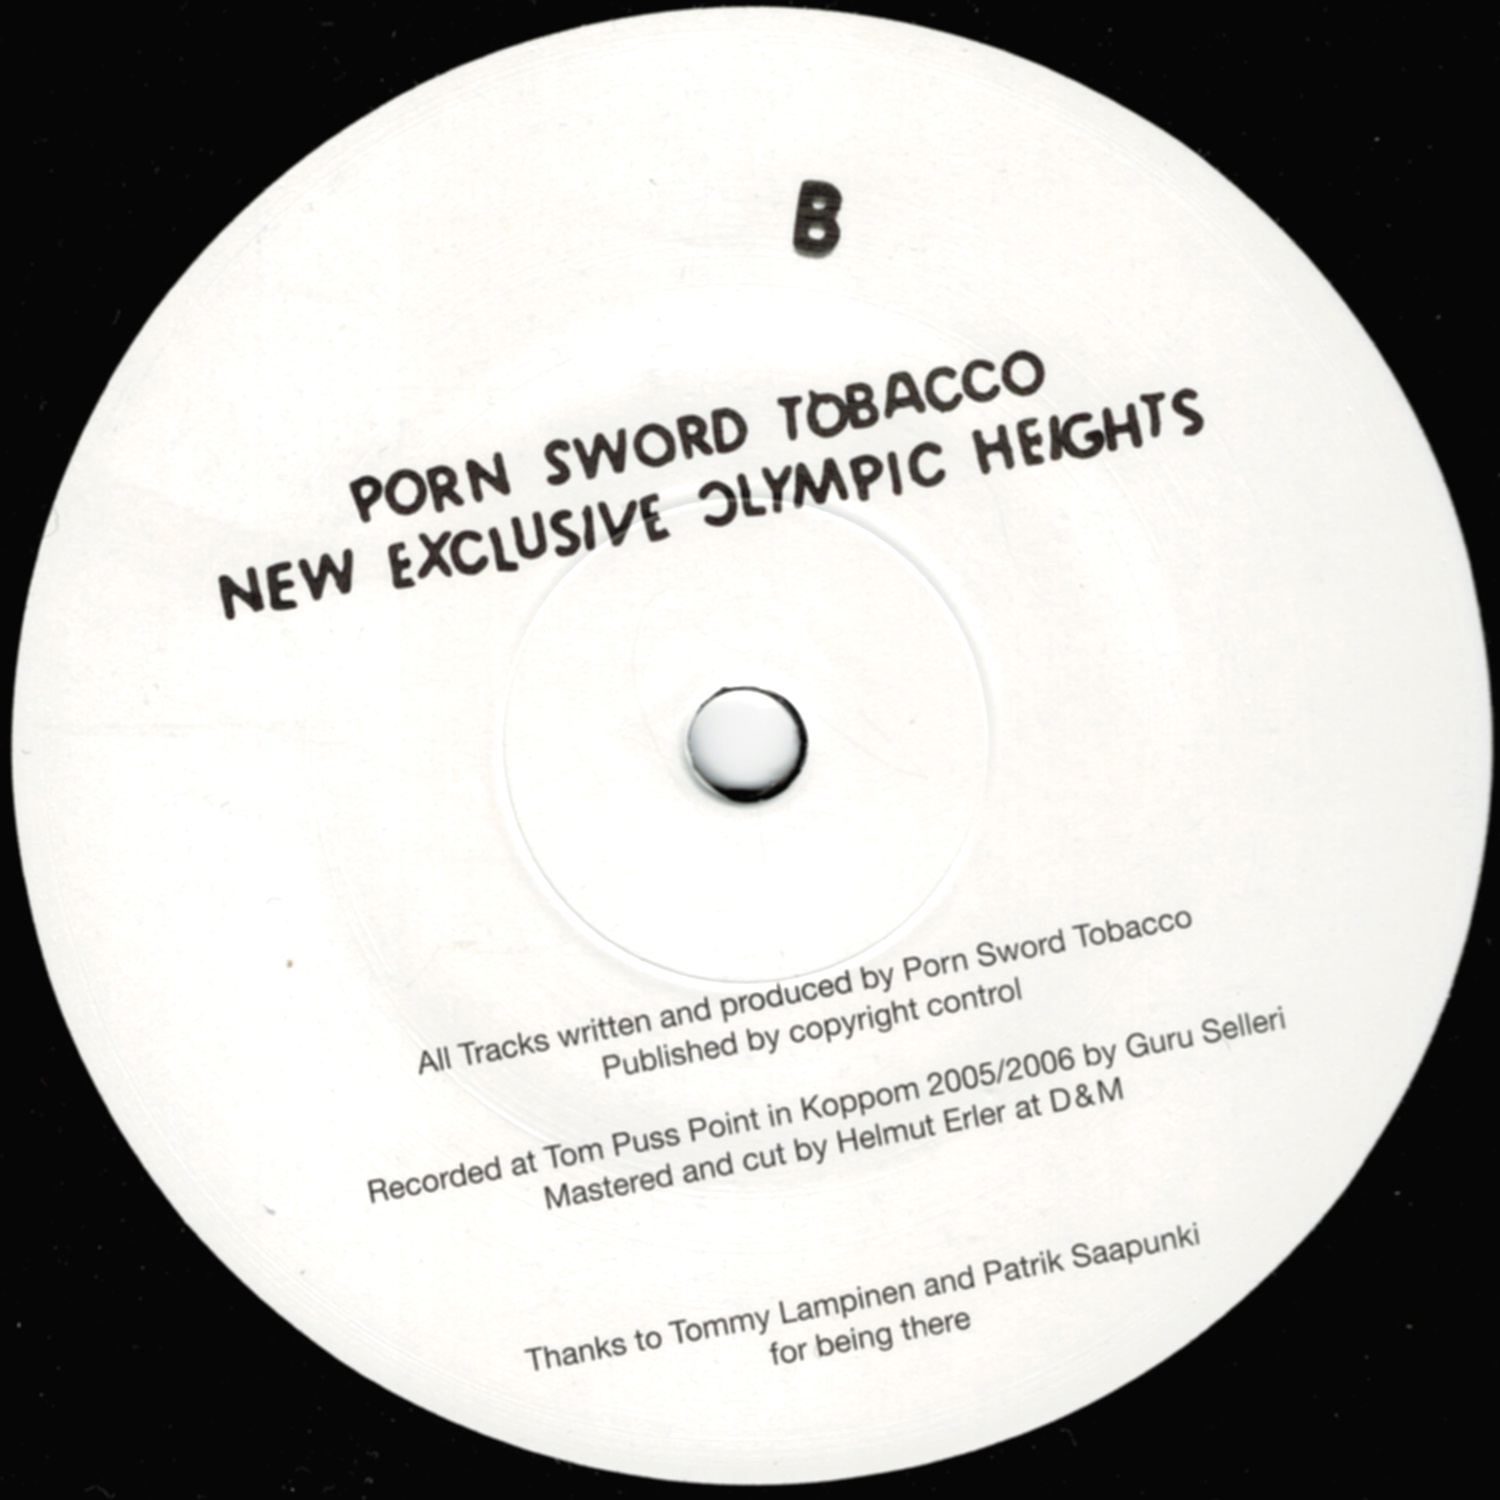 B
PORN SWORD TOBACCO
NEW EXCLUSIVE OLYMPIC HEIGHTS
All Tracks written and produced by Porn Sword Tobacco
Published by copyright control
Recorded at Tom Puss Point in Koppom 2005/2006 by Guru Selleri
Mastered and cut by Helmut Erler at D&M
Thanks to Tommy Lampinen and Patrik Saapunki
for being there